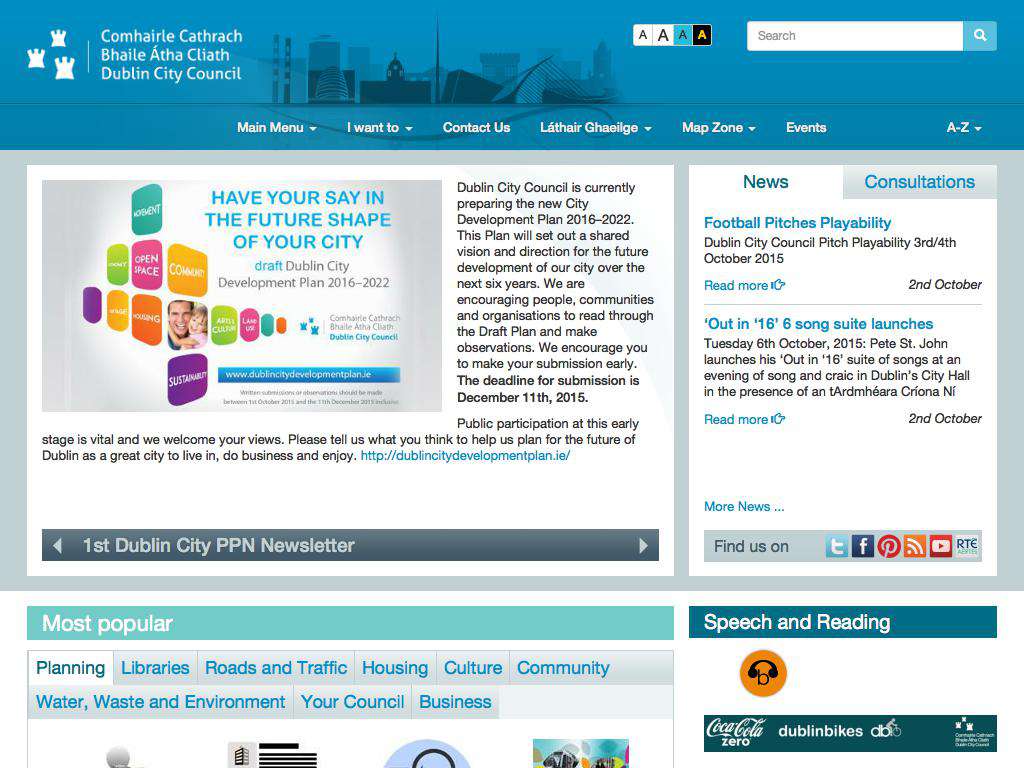 Comhairle Cathrach
Bhaile Átha Cliath
Dublin City Council
A A A A
Search
Main Menu
I want to
Contact Us
Láthair Ghaeilge
Map Zone
Events
A-Z
HAVE YOUR SAY IN
THE FUTURE SHAPE
OF YOUR CITY
draft Dublin City
Development Plan 2016–2022
MOVEMENT
OPEN
SPACE
COMMUNITY
HOUSING
ARTS &
CULTURE
LAND
USE
SUSTAINABILITY
Comhairle Cathrach
Bhaile Átha Cliath
Dublin City Council
www.dublincitydevelopmentplan.ie
Written submissions or observations should be made
between 1st October 2015 and the 11th December 2015 inclusive
Dublin City Council is currently
preparing the new City
Development Plan 2016–2022.
This Plan will set out a shared
vision and direction for the future
development of our city over the
next six years. We are
encouraging people, communities
and organisations to read through
the Draft Plan and make
observations. We encourage you
to make your submission early.
The deadline for submission is
December 11th, 2015.
Public participation at this early
stage is vital and we welcome your views. Please tell us what you think to help us plan for the future of
Dublin as a great city to live in, do business and enjoy. http://dublincitydevelopmentplan.ie/
1st Dublin City PPN Newsletter
News
Consultations
Football Pitches Playability
Dublin City Council Pitch Playability 3rd/4th
October 2015
Read more
2nd October
‘Out in ‘16’ 6 song suite launches
Tuesday 6th October, 2015: Pete St. John
launches his ‘Out in ‘16’ suite of songs at an
evening of song and craic in Dublin’s City Hall
in the presence of an tArdmhéara Críona Ní
Read more
2nd October
More News ...
Find us on
RTÉ
Most popular
Planning
Libraries
Roads and Traffic
Housing
Culture
Community
Water, Waste and Environment
Your Council
Business
Speech and Reading
b
Coca-Cola
zero
dublinbikes
db
Comhairle Cathrach
Bhaile Átha Cliath
Dublin City Council